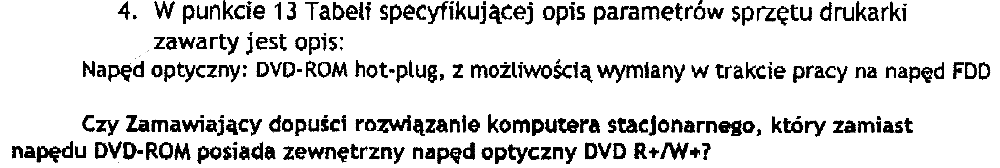 4. W punkcie 13 Tabeli specyfikującej opis parametrów sprzętu drukarki
zawarty jest opis:
Napęd optyczny: DVD-ROM hot-plug, z możliwością wymiany w trakcie pracy na napęd FDD
Czy Zamawiający dopuści rozwiązanie komputera stacjonarnego, który zamiast
napędu DVD-ROM posiada zewnętrzny napęd optyczny DVD R+/W+?